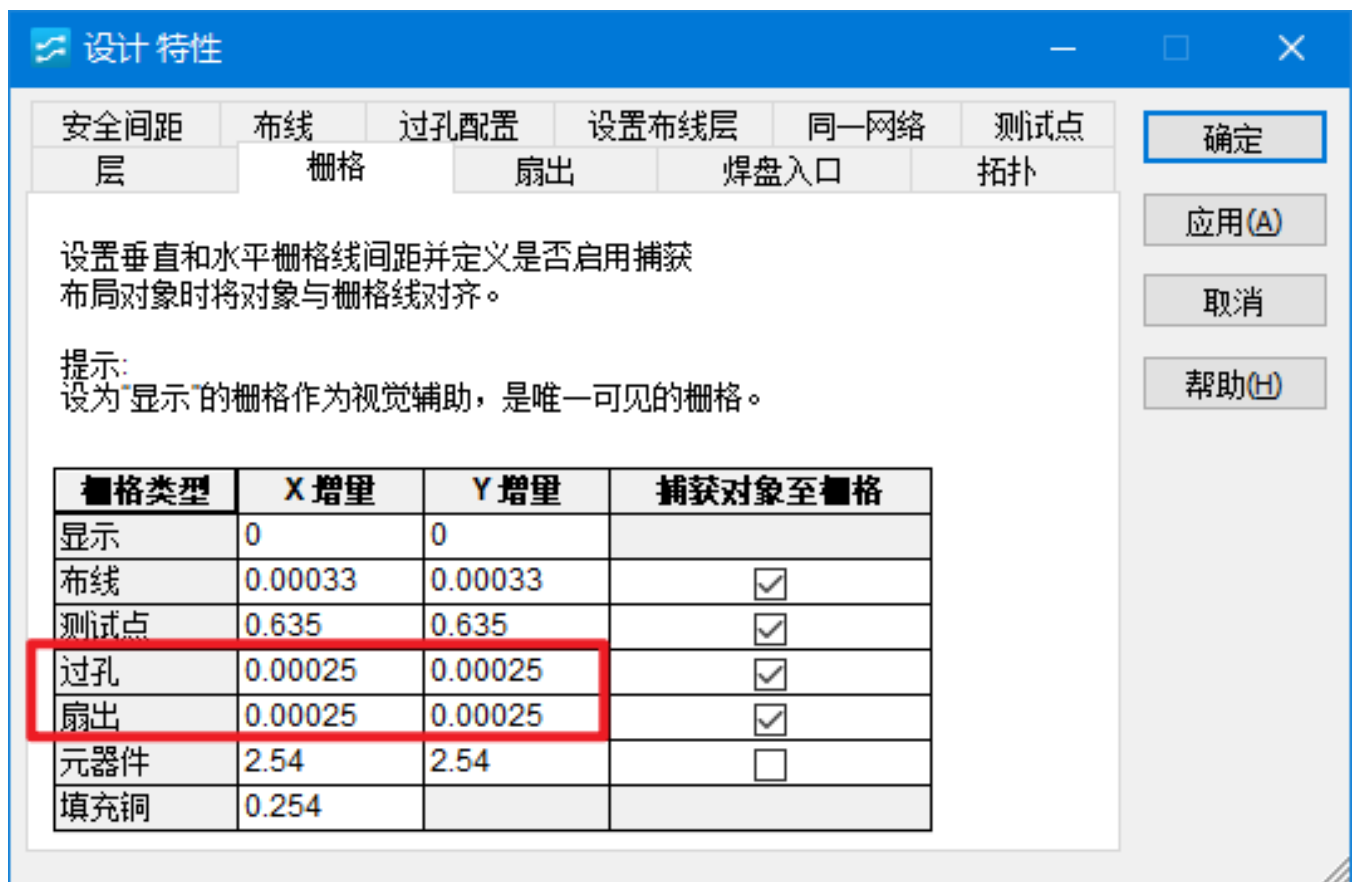 设计 特性
安全间距 布线 过孔配置 设置布线层 同一网络 测试点
层 栅格 扇出 焊盘入口 拓扑
确定
应用(A)
取消
帮助(H)
设置垂直和水平栅格线间距并定义是否启用捕获
布局对象时将对象与栅格线对齐。
提示:
设为"显示"的栅格作为视觉辅助，是唯一可见的栅格。
栅格类型 X 增量 Y 增量 捕获对象至栅格
显示 0 0
布线 0.00033 0.00033
测试点 0.635 0.635
过孔 0.00025 0.00025
扇出 0.00025 0.00025
元器件 2.54 2.54
填充铜 0.254